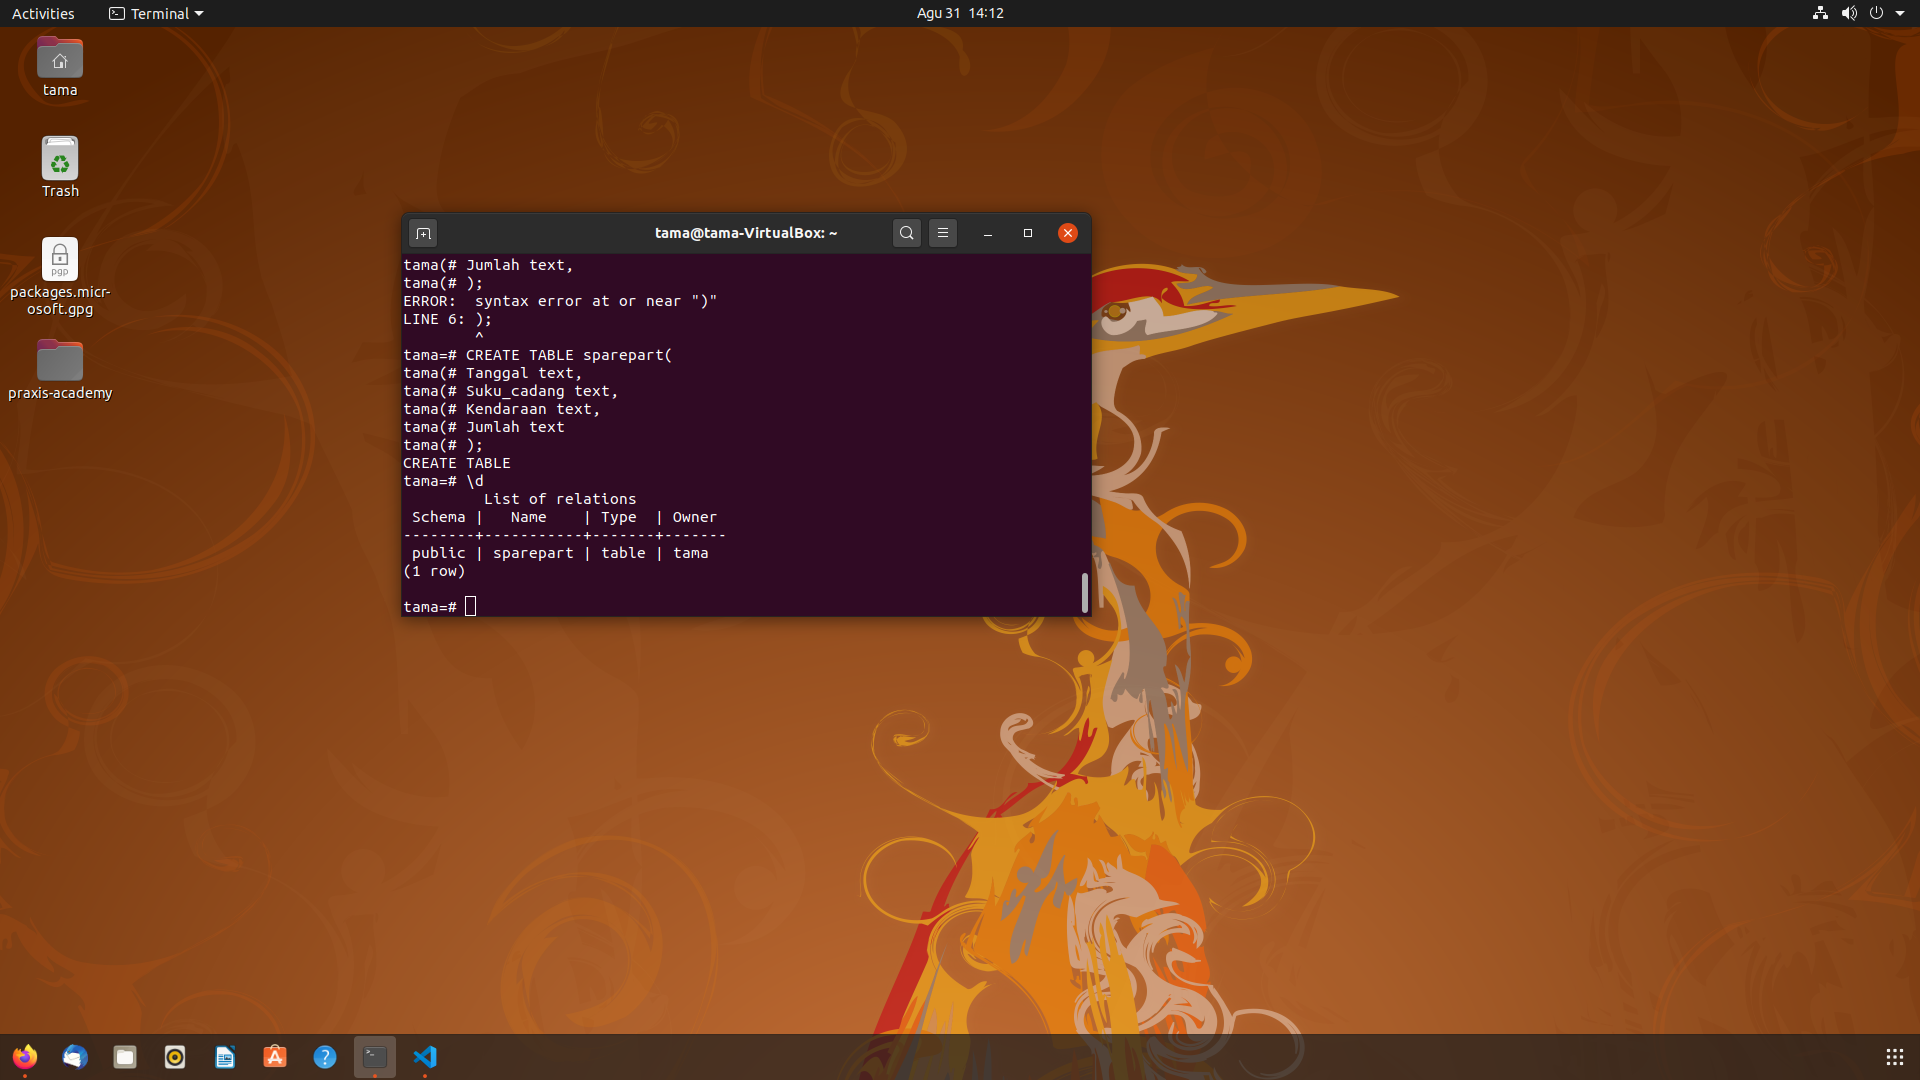 Activities
Terminal
Agu 31 14:12
tama
Trash
pgp
packages.micr-
osoft.gpg
praxis-academy
tama@tama-VirtualBox: ~
tama(# Jumlah text,
tama(# );
ERROR:  syntax error at or near ")"
LINE 6: );
        ^
tama=# CREATE TABLE sparepart(
tama(# Tanggal text,
tama(# Suku_cadang text,
tama(# Kendaraan text,
tama(# Jumlah text
tama(# );
CREATE TABLE
tama=# \d
         List of relations
 Schema |   Name    | Type  | Owner
--------+-----------+-------+-------
 public | sparepart | table | tama
(1 row)
tama=#